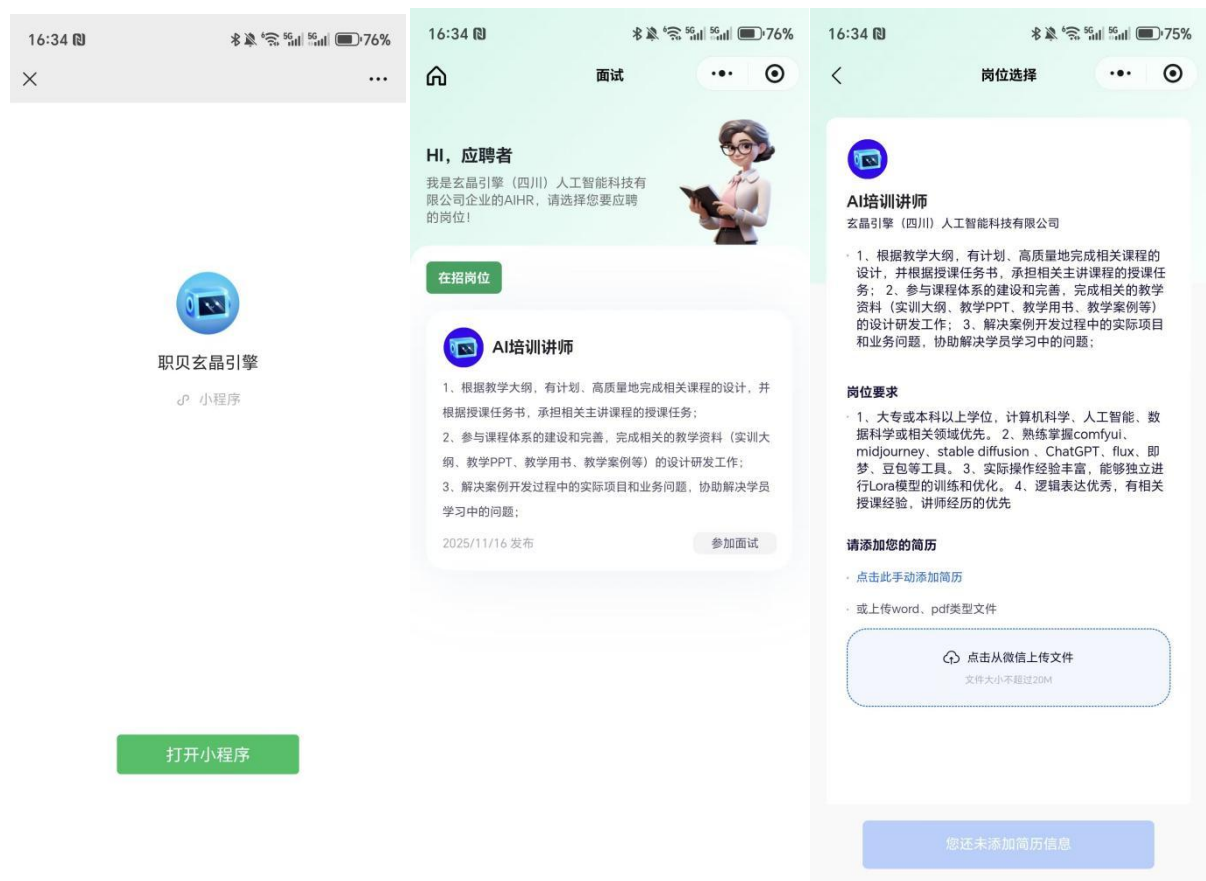 16:34
5G 5G 76%
职贝玄晶引擎
小程序
打开小程序
16:34
6 5G 5G 76%
面试
HI，应聘者
我是玄晶引擎（四川）人工智能科技有
限公司企业的AIHR，请选择您要应聘
的岗位！
在招岗位
AI培训讲师
1、根据教学大纲，有计划、高质量地完成相关课程的设计，并
根据授课任务书，承担相关主讲课程的授课任务；
2、参与课程体系的建设和完善，完成相关的教学资料（实训大
纲、教学PPT、教学用书、教学案例等）的设计研发工作；
3、解决案例开发过程中的实际项目和业务问题，协助解决学员
学习中的问题；
2025/11/16 发布
参加面试
16:34
6 5G 5G 75%
岗位选择
AI培训讲师
玄晶引擎（四川）人工智能科技有限公司
· 1、根据教学大纲，有计划、高质量地完成相关课程的
设计，并根据授课任务书，承担相关主讲课程的授课任
务； 2、参与课程体系的建设和完善，完成相关的教学
资料（实训大纲、教学PPT、教学用书、教学案例等）
的设计研发工作； 3、解决案例开发过程中的实际项目
和业务问题，协助解决学员学习中的问题；
岗位要求
· 1、大专或本科以上学位，计算机科学、人工智能、数
据科学或相关领域优先。 2、熟练掌握comfyui、
midjourney、stable diffusion 、ChatGPT、flux、即
梦、豆包等工具。 3、实际操作经验丰富，能够独立进
行Lora模型的训练和优化。 4、逻辑表达优秀，有相关
授课经验，讲师经历的优先
请添加您的简历
· 点击此手动添加简历
· 或上传word、pdf类型文件
点击从微信上传文件
文件大小不超过20M
您还未添加简历信息